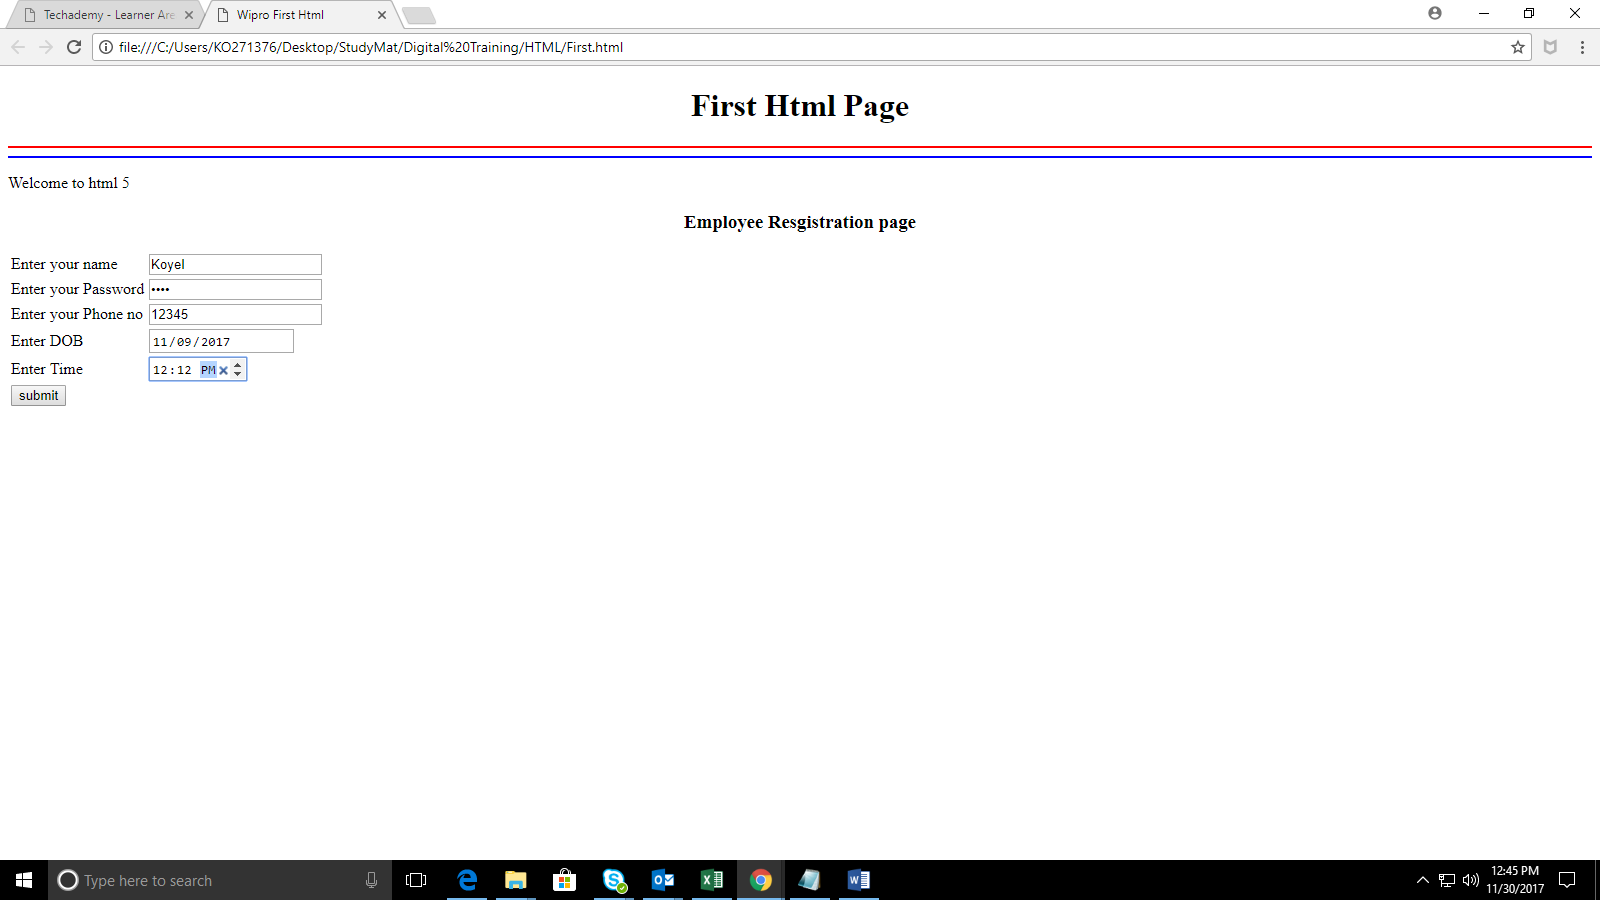 Techademy - Learner Are
Wipro First Html
file:///C:/Users/KO271376/Desktop/StudyMat/Digital%20Training/HTML/First.html
First Html Page
Welcome to html 5
Employee Resgistration page
Enter your name Koyel
Enter your Password ••••
Enter your Phone no 12345
Enter DOB 11/09/2017
Enter Time 12:12 PM
submit
Type here to search
12:45 PM
11/30/2017